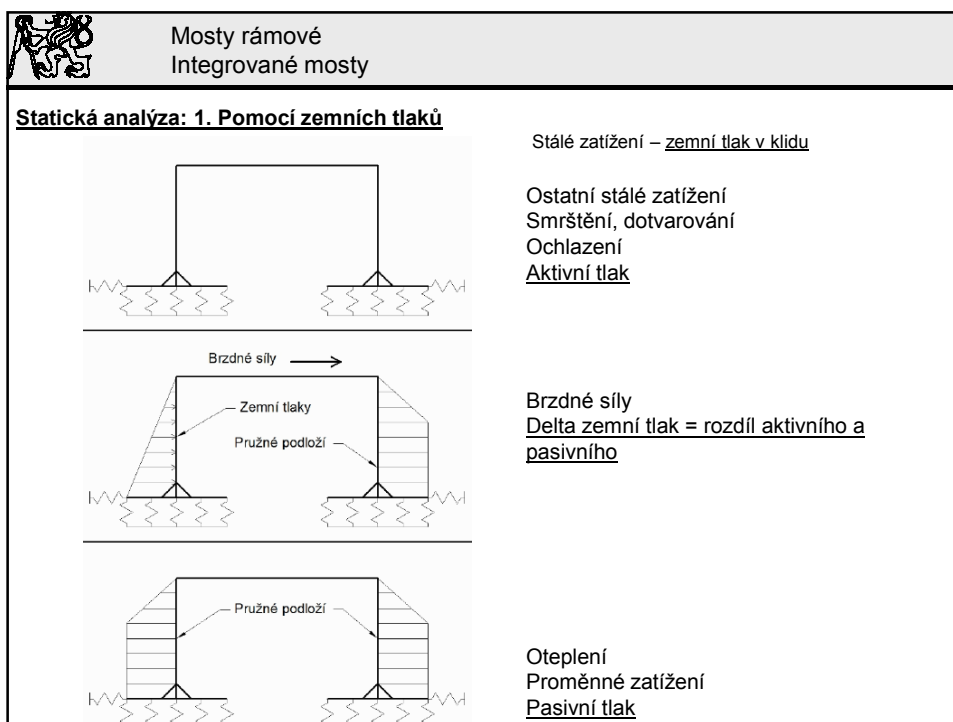 Mosty rámové
Integrované mosty
Statická analýza: 1. Pomocí zemních tlaků
Stálé zatížení – zemní tlak v klidu
Ostatní stálé zatížení
Smrštění, dotvarování
Ochlazení
Aktivní tlak
Brzdné síly
Zemní tlaky
Pružné podloží
Brzdné síly
Delta zemní tlak = rozdíl aktivního a
pasivního
Pružné podloží
Oteplení
Proměnné zatížení
Pasivní tlak